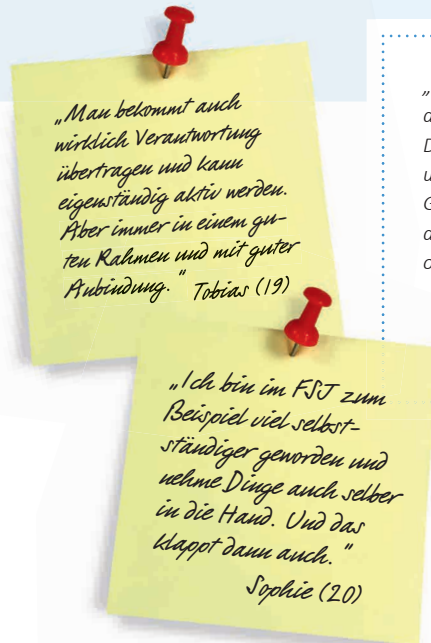 „Man bekommt auch
wirklich Verantwortung
übertragen und kann
eigenständig aktiv werden.
Aber immer in einem gu-
ten Rahmen und mit guter
Anbindung.“ Tobias (19)
„Ich bin im FSJ zum
Beispiel viel selbst-
ständiger geworden und
nehme Dinge auch selber
in die Hand. Und das
klappt dann auch.“
Sophie (20)